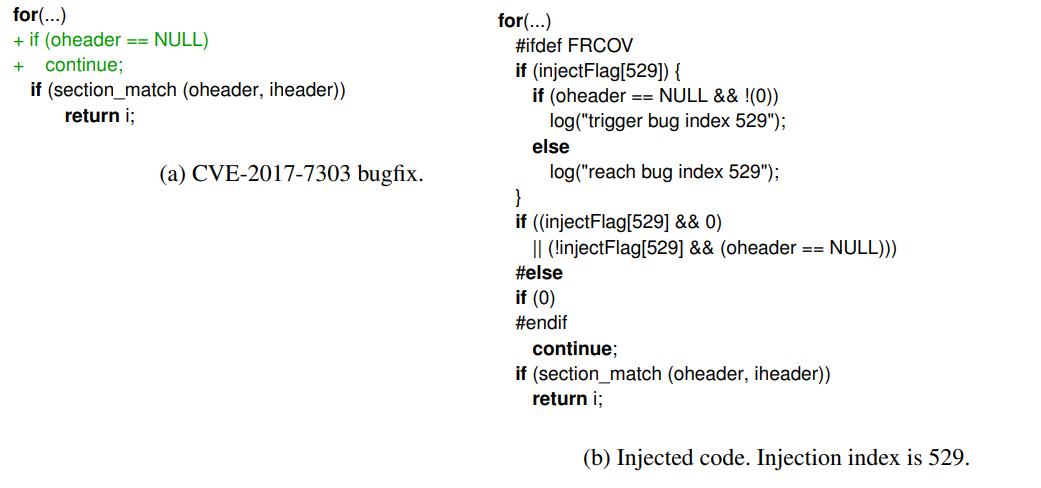 for(...)
+ if (oheader == NULL)
+ continue;
if (section_match (oheader, iheader))
return i;
(a) CVE-2017-7303 bugfix.
for(...)
#ifdef FRCOV
if (injectFlag[529]) {
if (oheader == NULL && !(0))
log("trigger bug index 529");
else
log("reach bug index 529");
}
if ((injectFlag[529] && 0)
|| (!injectFlag[529] && (oheader == NULL)))
#else
if (0)
#endif
continue;
if (section_match (oheader, iheader))
return i;
(b) Injected code. Injection index is 529.